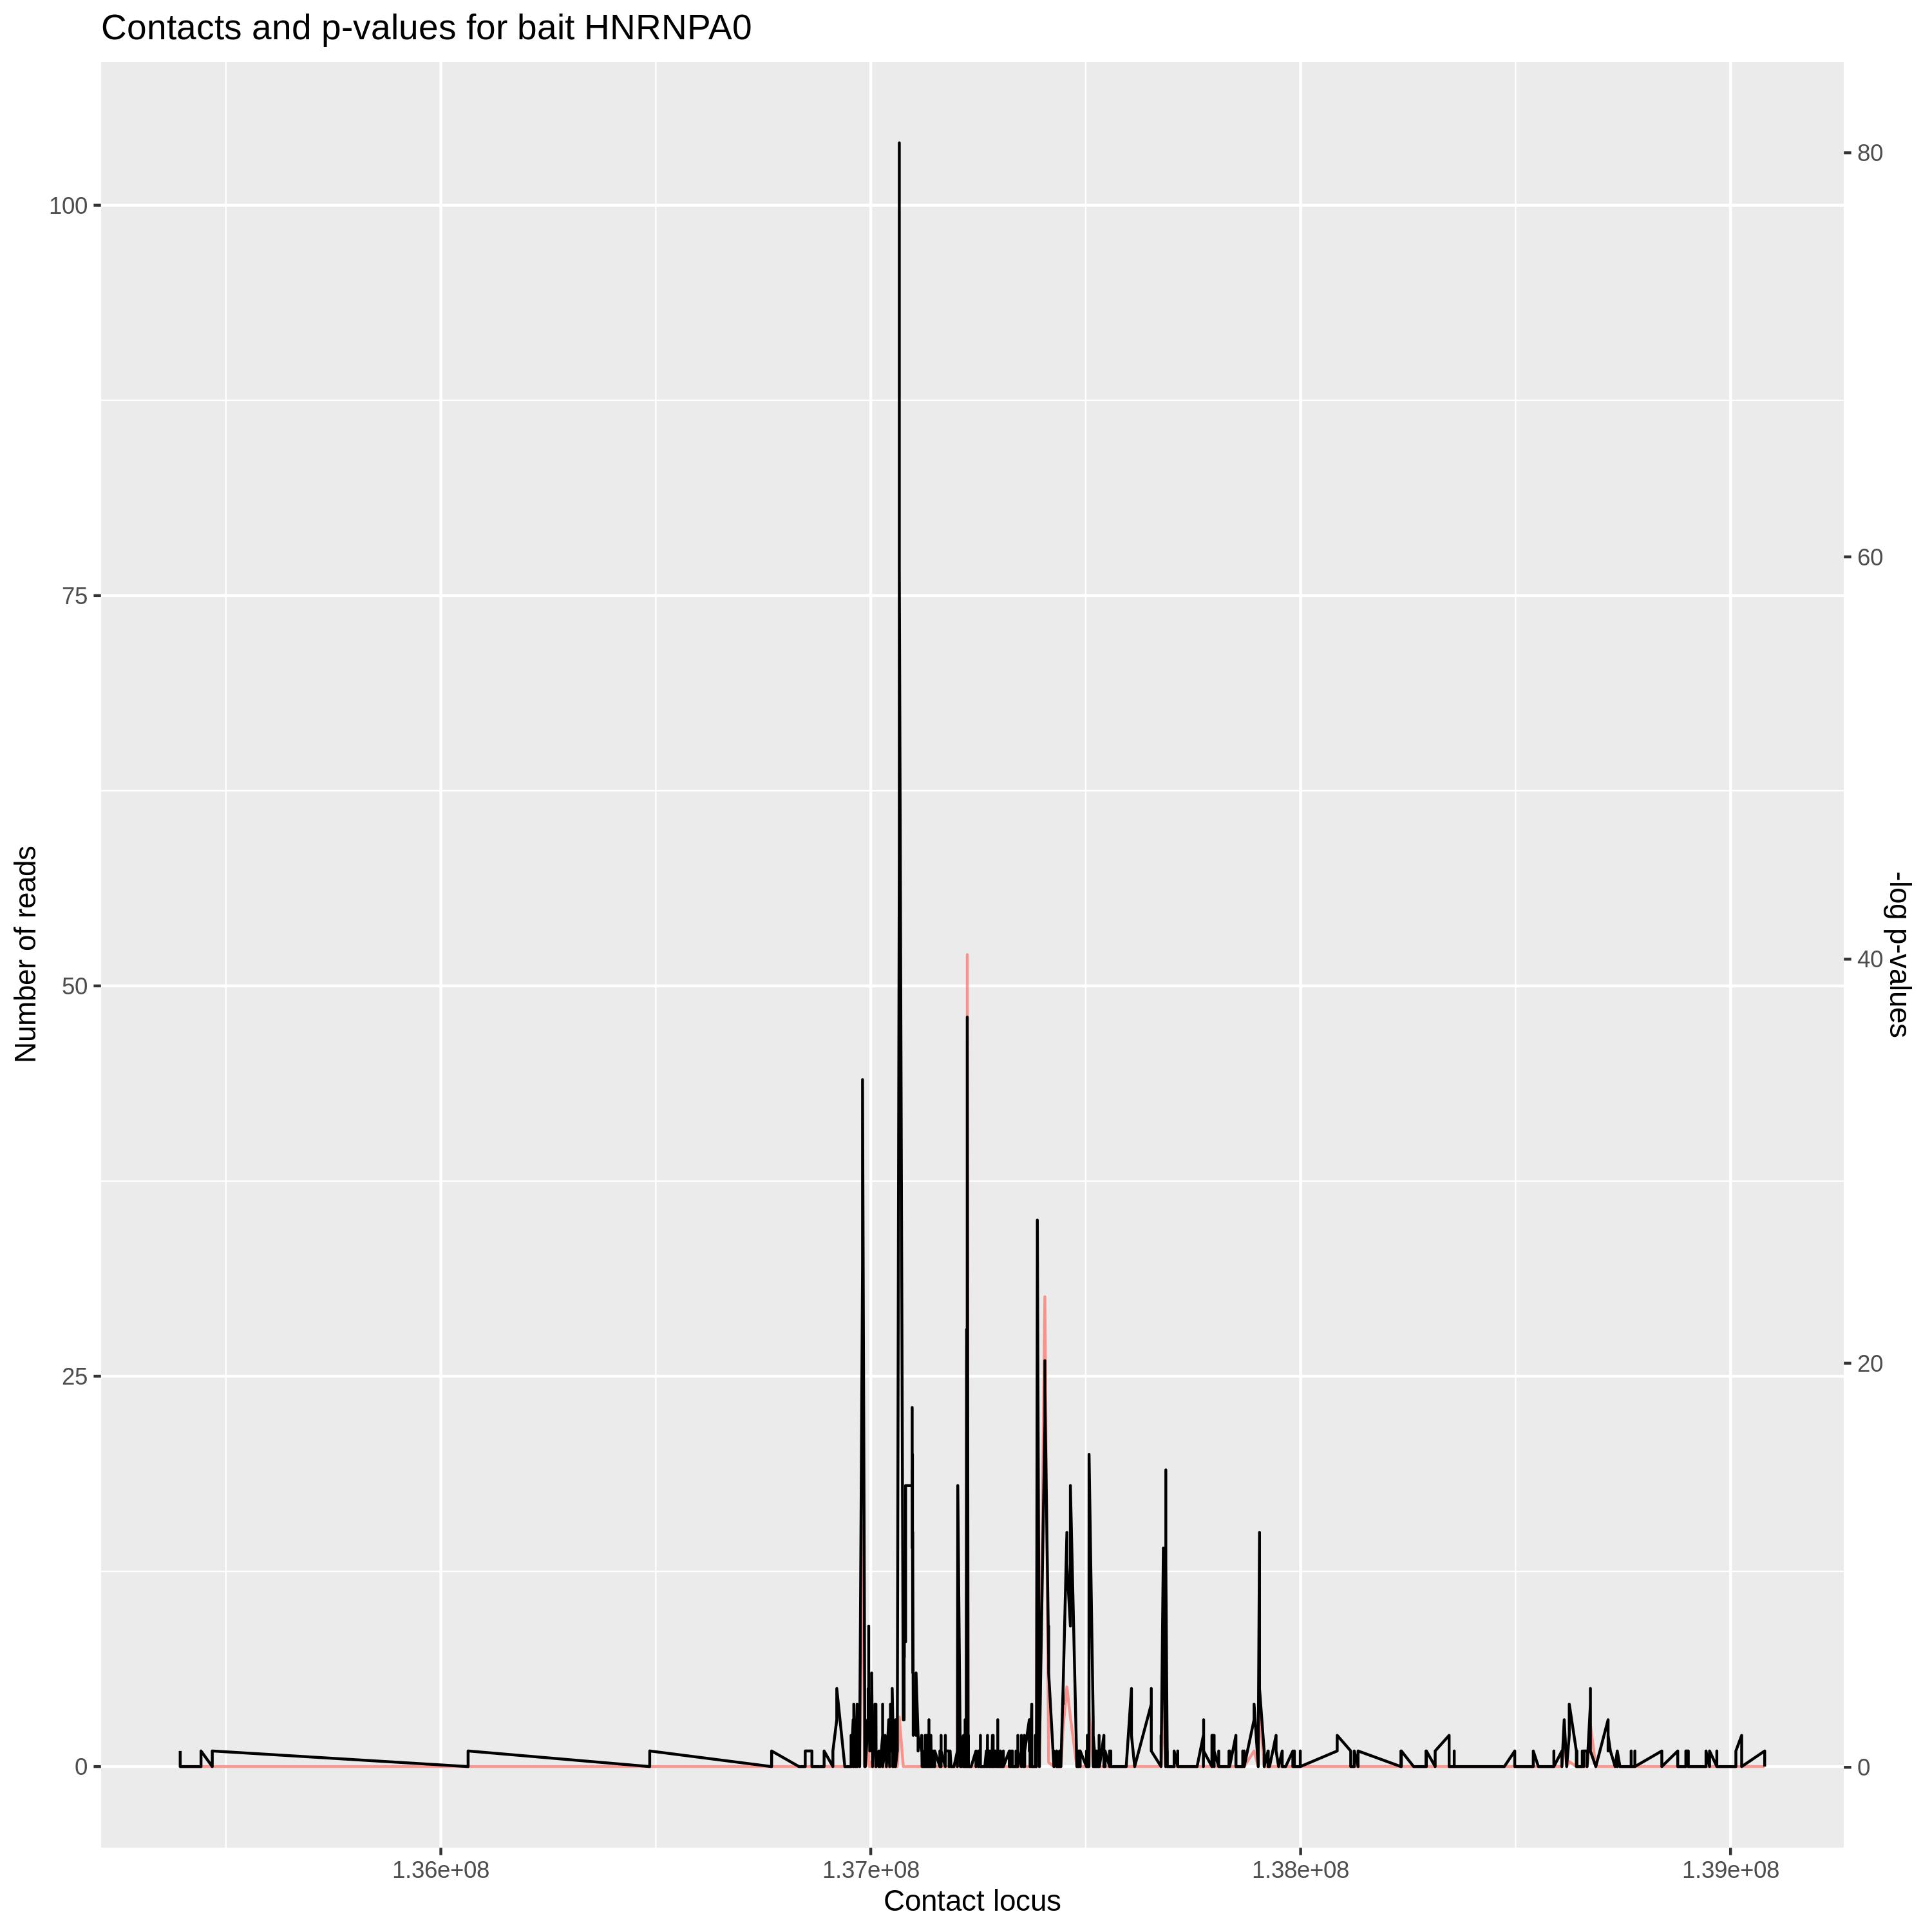 Contacts and p-values for bait HNRNPA0
Number of reads
100
75
50
25
0
80
60
40
20
0
-log p-values
1.36e+08
1.37e+08
1.38e+08
1.39e+08
Contact locus